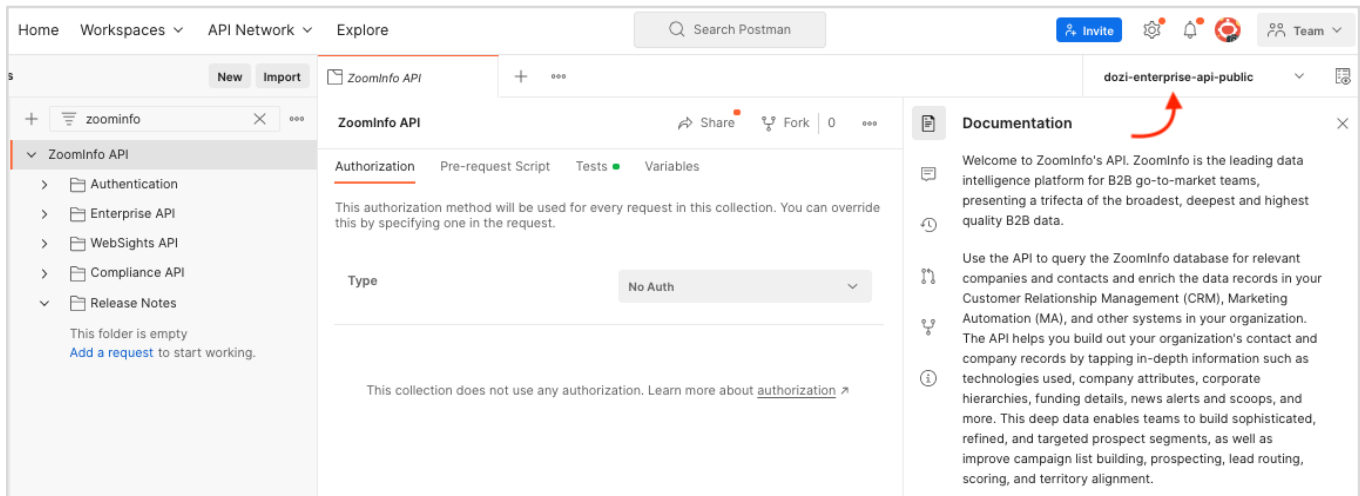 Home Workspaces API Network Explore Search Postman Invite Team
s New Import ZoomInfo API dozi-enterprise-api-public
zoominfo
ZoomInfo API
Authentication
Enterprise API
WebSights API
Compliance API
Release Notes
This folder is empty
Add a request to start working.
ZoomInfo API Share Fork 0
Authorization Pre-request Script Tests Variables
This authorization method will be used for every request in this collection. You can override
this by specifying one in the request.
Type No Auth
This collection does not use any authorization. Learn more about authorization
Documentation
Welcome to ZoomInfo's API. ZoomInfo is the leading data
intelligence platform for B2B go-to-market teams,
presenting a trifecta of the broadest, deepest and highest
quality B2B data.
Use the API to query the ZoomInfo database for relevant
companies and contacts and enrich the data records in your
Customer Relationship Management (CRM), Marketing
Automation (MA), and other systems in your organization.
The API helps you build out your organization's contact and
company records by tapping in-depth information such as
technologies used, company attributes, corporate
hierarchies, funding details, news alerts and scoops, and
more. This deep data enables teams to build sophisticated,
refined, and targeted prospect segments, as well as
improve campaign list building, prospecting, lead routing,
scoring, and territory alignment.